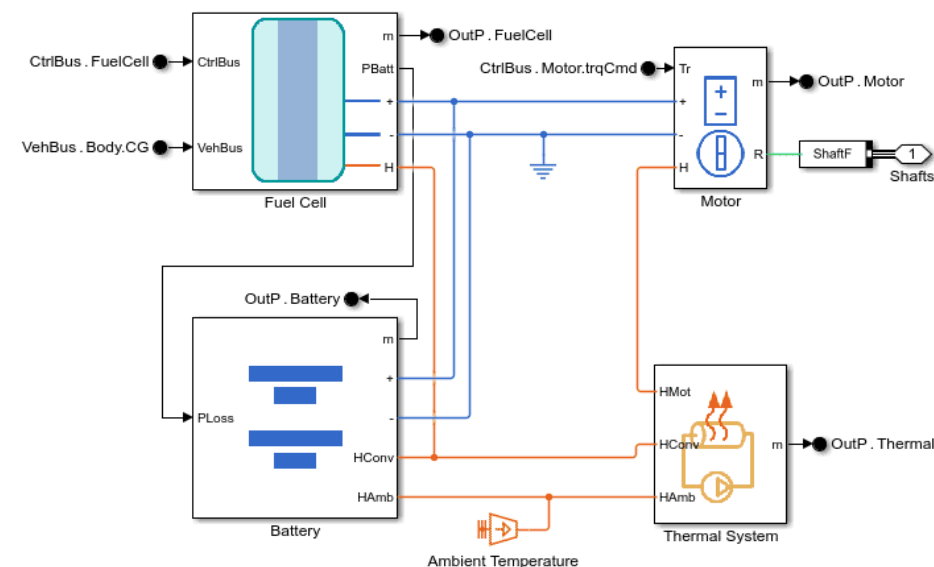 m
OutP . FuelCell
CtrlBus . FuelCell
CtrlBus
PBatt
CtrlBus . Motor.trqCmd
Tr
m
OutP . Motor
+
+
-
-
VehBus . Body.CG
VehBus
H
H
R
ShaftF
1
Shafts
Fuel Cell
Motor
OutP . Battery
m
+
PLoss
-
HMot
HConv
HConv
m
OutP . Thermal
HAmb
HAmb
Battery
Thermal System
Ambient Temperature